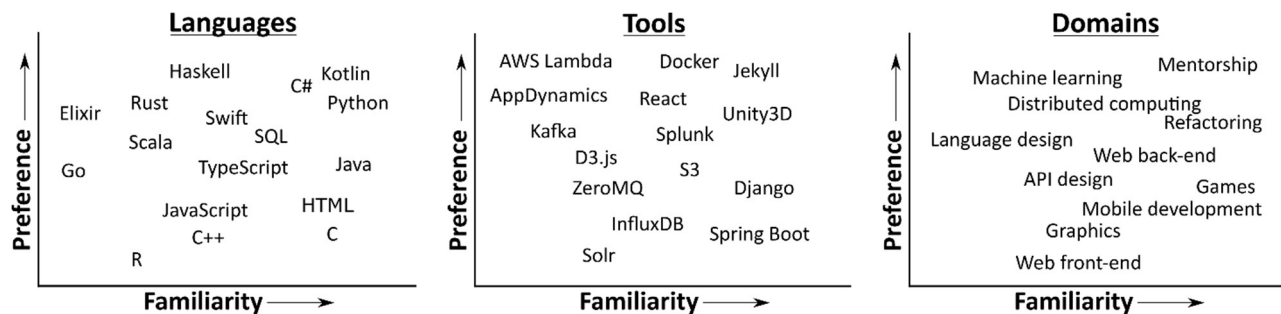 Languages
Preference
Haskell
Kotlin
C#
Rust
Python
Elixir
Swift
SQL
Scala
TypeScript
Java
Go
JavaScript
HTML
C++
C
R
Familiarity
Tools
Preference
AWS Lambda
Docker
Jekyll
AppDynamics
React
Unity3D
Kafka
Splunk
D3.js
S3
ZeroMQ
Django
InfluxDB
Spring Boot
Solr
Familiarity
Domains
Preference
Mentorship
Machine learning
Distributed computing
Refactoring
Language design
Web back-end
API design
Games
Mobile development
Graphics
Web front-end
Familiarity